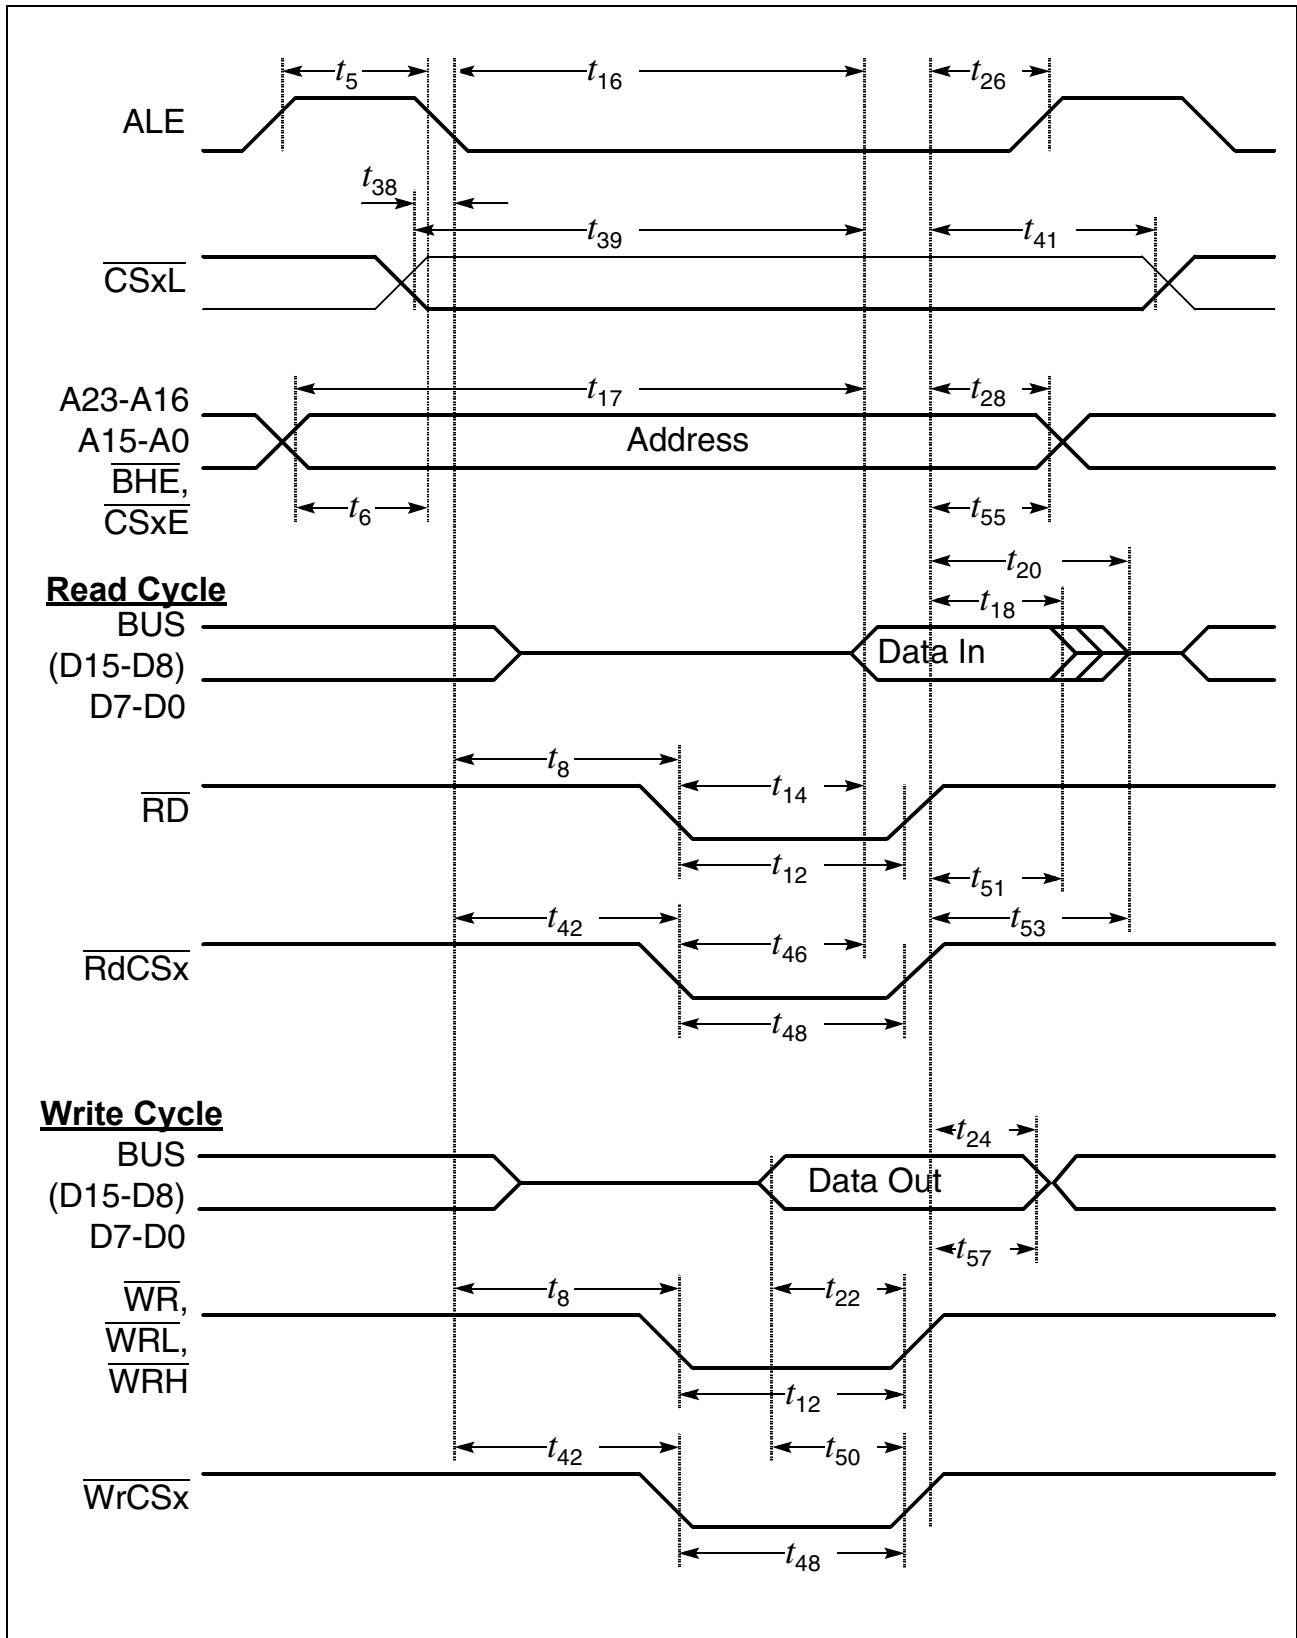 t5 t16 t26
ALE
t38
t39 t41
CSxL
t17 t28
A23-A16
A15-A0 Address
BHE,
CSxE t6 t55
t20
Read Cycle t18
BUS
(D15-D8) Data In
D7-D0
t8
t14
RD
t12
t51
t42 t53
t46
RdCSx
t48
Write Cycle
t24
BUS
(D15-D8) Data Out
D7-D0
t57
t8 t22
WR,
WRL,
WRH
t12
t42 t50
WrCSx
t48